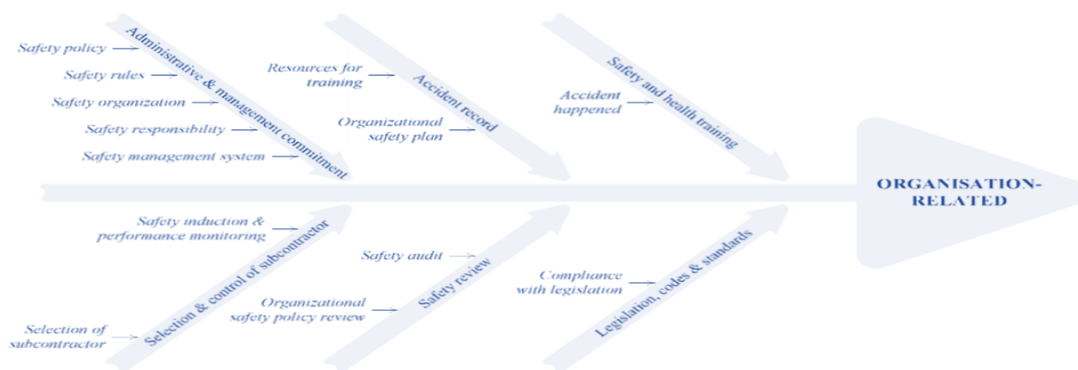 Administrative & management commitment
Safety policy
Safety rules
Safety organization
Safety responsibility
Safety management system
Accident record
Resources for
training
Organizational
safety plan
Safety and health training
Accident
happened
ORGANISATION-
RELATED
Selection & control of subcontractor
Safety induction &
performance monitoring
Selection of
subcontractor
Safety review
Safety audit
Organizational
safety policy review
Legislation, codes & standards
Compliance
with legislation